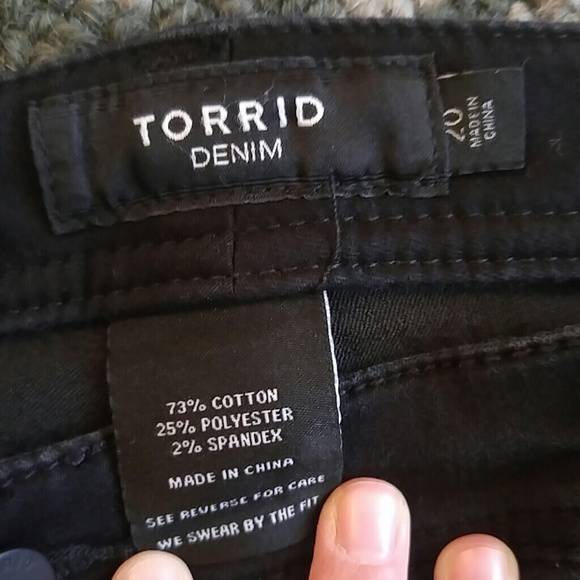 TORRID
DENIM
20
MADE IN
CHINA
73% COTTON
25% POLYESTER
2% SPANDEX
MADE IN CHINA
SEE REVERSE FOR CARE
WE SWEAR BY THE FIT